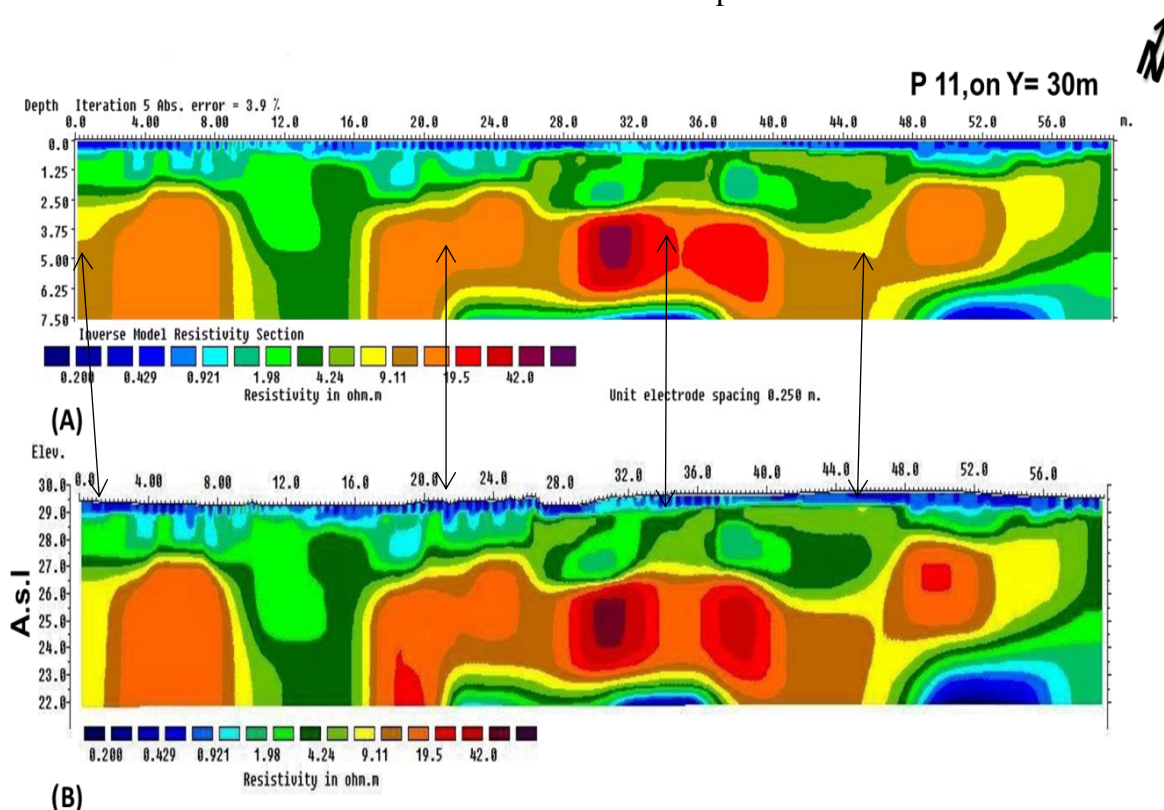 N
P 11,on Y= 30m
Depth Iteration 5 Abs. error = 3.9 %
0.0 4.00 8.00 12.0 16.0 20.0 24.0 28.0 32.0 36.0 40.0 44.0 48.0 52.0 56.0 m.
0.0
1.25
2.50
3.75
5.00
6.25
7.50
Inverse Model Resistivity Section
0.200 0.429 0.921 1.98 4.24 9.11 19.5 42.0
Resistivity in ohm.m Unit electrode spacing 0.250 m.
(A)
Elev.
0.0 4.00 8.00 12.0 16.0 20.0 24.0 28.0 32.0 36.0 40.0 44.0 48.0 52.0 56.0
30.0
29.0
28.0
27.0
26.0
25.0
24.0
23.0
22.0
A.s.l
0.200 0.429 0.921 1.98 4.24 9.11 19.5 42.0
Resistivity in ohm.m
(B)